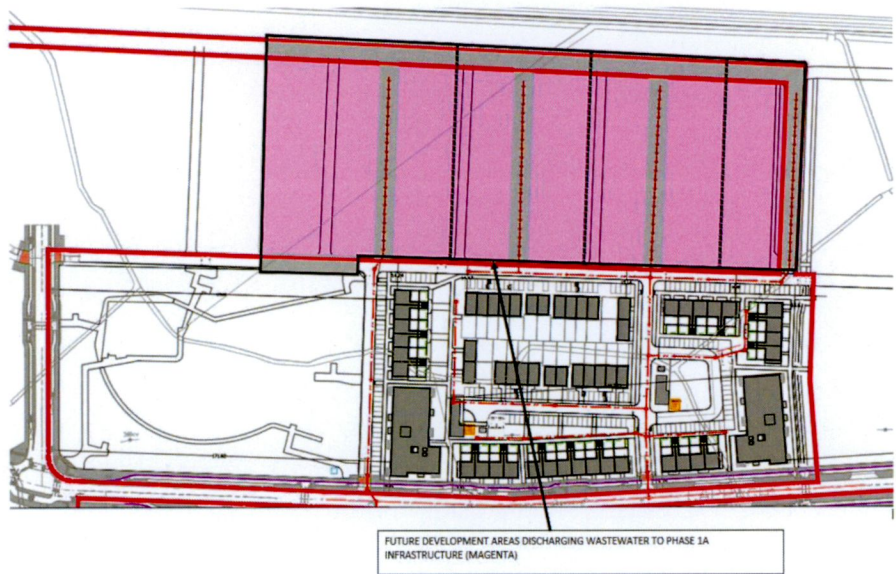 FUTURE DEVELOPMENT AREAS DISCHARGING WASTEWATER TO PHASE 1A
INFRASTRUCTURE (MAGENTA)